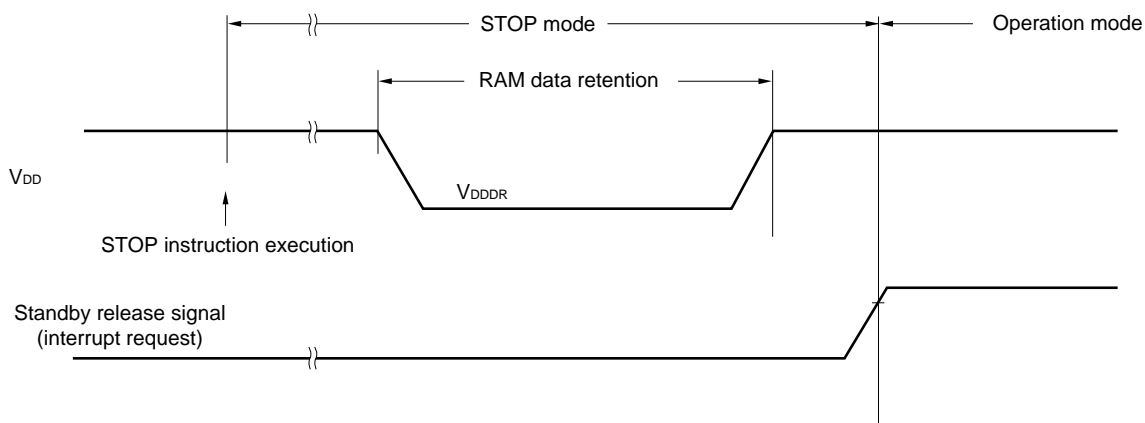 STOP mode
Operation mode
RAM data retention
VDD
VDDDR
STOP instruction execution
Standby release signal
(interrupt request)